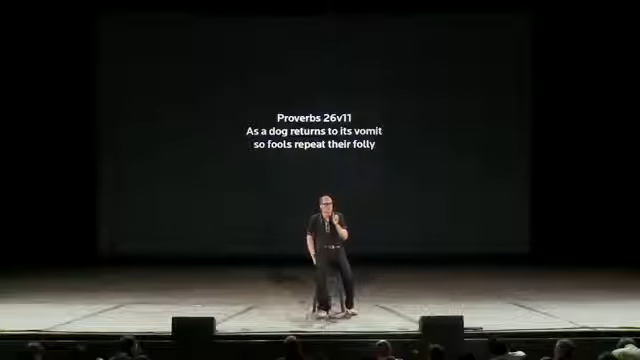 Proverbs 26v11
As a dog returns to its vomit
so fools repeat their folly